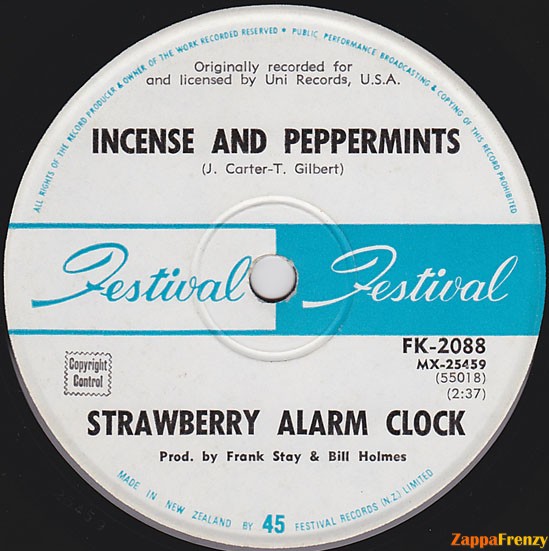 ALL RIGHTS OF THE RECORD PRODUCER & OWNER OF THE WORK RECORDED RESERVED • PUBLIC PERFORMANCE BROADCASTING & COPYING OF THIS RECORD PROHIBITED
Originally recorded for
and licensed by Uni Records, U.S.A.
INCENSE AND PEPPERMINTS
(J. Carter-T. Gilbert)
Festival Festival
FK-2088
MX-25459
(55018)
(2:37)
Copyright
Control
STRAWBERRY ALARM CLOCK
Prod. by Frank Stay & Bill Holmes
MADE IN NEW ZEALAND BY 45 FESTIVAL RECORDS (N.Z.) LIMITED
ZappaFrenzy